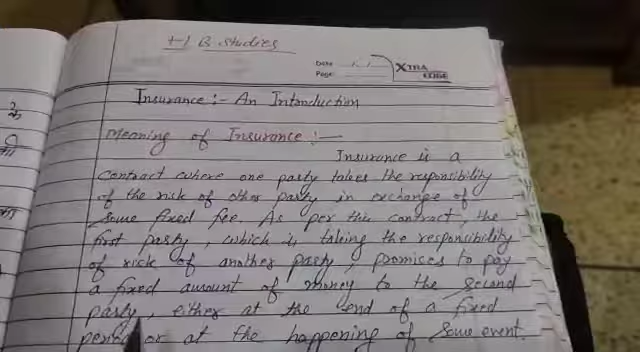 +1 B. Studies
Date / /
Page:
XTRA
EDGE
Insurance :- An Introduction
Meaning of Insurance :-
Insurance is a
contract where one party takes the responsibility
of the risk of other party in exchange of
some fixed fee. As per this contract, the
first party, which is taking the responsibility
of risk of another party, promises to pay
a fixed amount of money to the second
party, either at the end of a fixed
period or at the happening of some event.